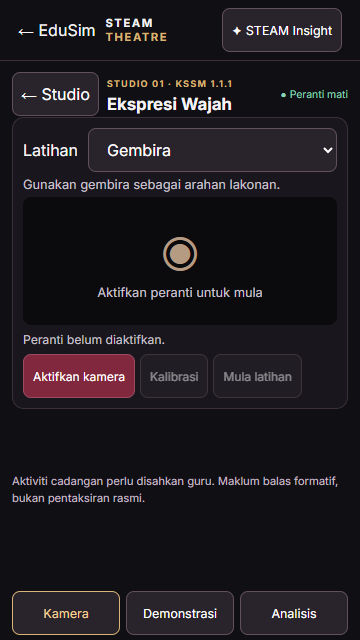 ← EduSim
STEAM
THEATRE
✦ STEAM Insight
← Studio
STUDIO 01 · KSSM 1.1.1
Ekspresi Wajah
● Peranti mati
Latihan
Gembira
Gunakan gembira sebagai arahan lakonan.
Aktifkan peranti untuk mula
Peranti belum diaktifkan.
Aktifkan kamera
Kalibrasi
Mula latihan
Aktiviti cadangan perlu disahkan guru. Maklum balas formatif,
bukan pentaksiran rasmi.
Kamera
Demonstrasi
Analisis